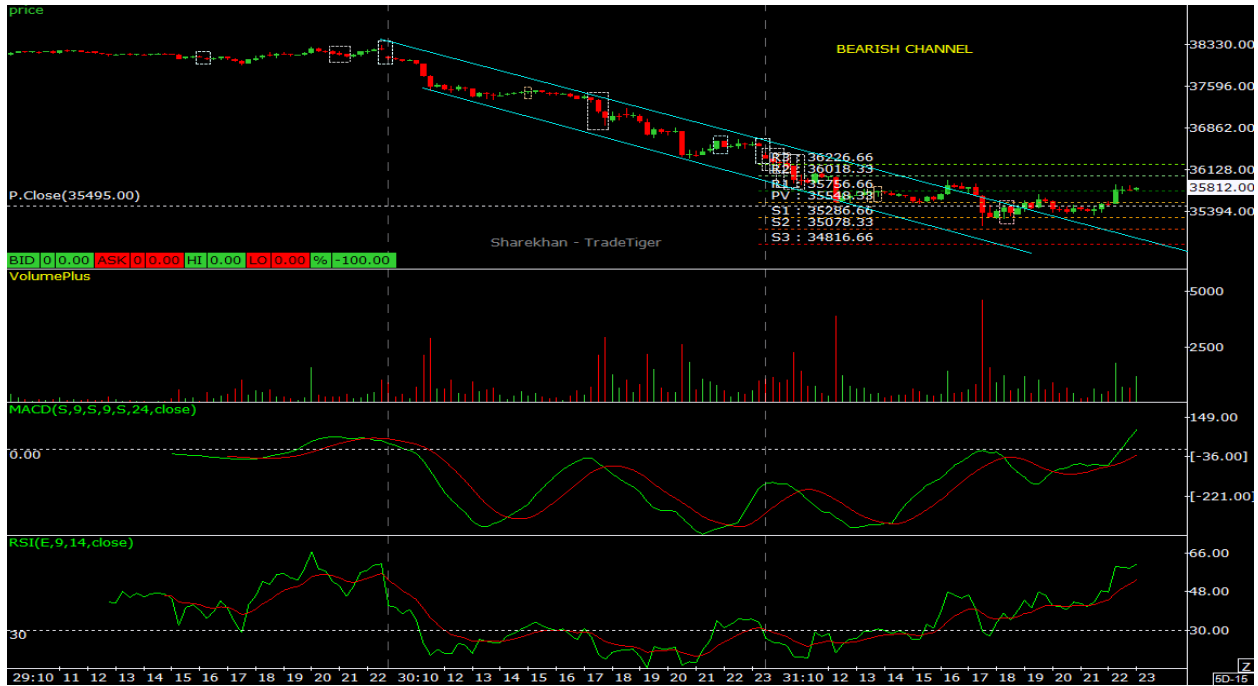 price
BEARISH CHANNEL
38330.00
37596.00
36862.00
R3 : 36226.66
R2 : 36018.33
36128.00
R1 : 35756.66
35812.00
P.Close(35495.00)
PV : 35548.33
S1 : 35286.66
35394.00
S2 : 35078.33
S3 : 34816.66
Sharekhan - TradeTiger
BID 0 0.00 ASK 0 0.00 HI 0.00 LO 0.00 % -100.00
VolumePlus
5000
2500
MACD(S,9,S,9,S,24,close)
149.00
0.00
[-36.00]
[-221.00]
RSI(E,9,14,close)
66.00
48.00
30
30.00
29:10 11 12 13 14 15 16 17 18 19 20 21 22 30:10 12 13 14 15 16 17 18 19 20 21 22 23 31:10 12 13 14 15 16 17 18 19 20 21 22 23
Z
5D-15